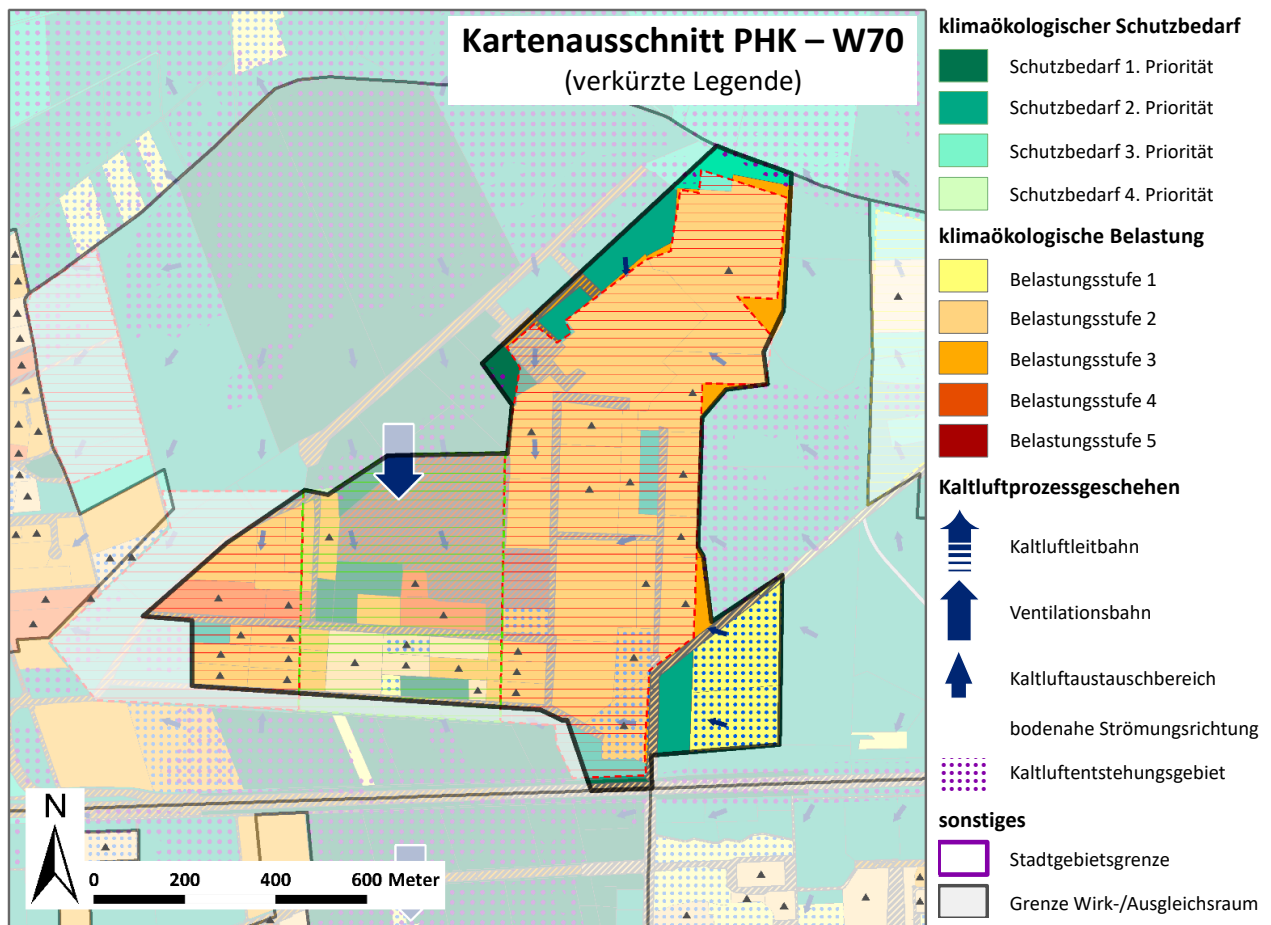 Kartenausschnitt PHK – W70
(verkürzte Legende)
klimaökologischer Schutzbedarf
Schutzbedarf 1. Priorität
Schutzbedarf 2. Priorität
Schutzbedarf 3. Priorität
Schutzbedarf 4. Priorität
klimaökologische Belastung
Belastungsstufe 1
Belastungsstufe 2
Belastungsstufe 3
Belastungsstufe 4
Belastungsstufe 5
Kaltluftprozessgeschehen
Kaltluftleitbahn
Ventilationsbahn
Kaltluftaustauschbereich
bodenahe Strömungsrichtung
Kaltluftentstehungsgebiet
sonstiges
Stadtgebietsgrenze
Grenze Wirk-/Ausgleichsraum
N
0 200 400 600 Meter